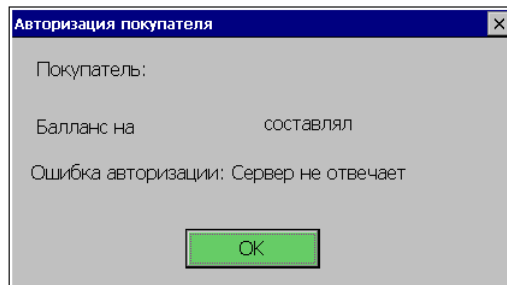 Авторизация покупателя
Покупатель:
Балланс на составлял
Ошибка авторизации: Сервер не отвечает
OK